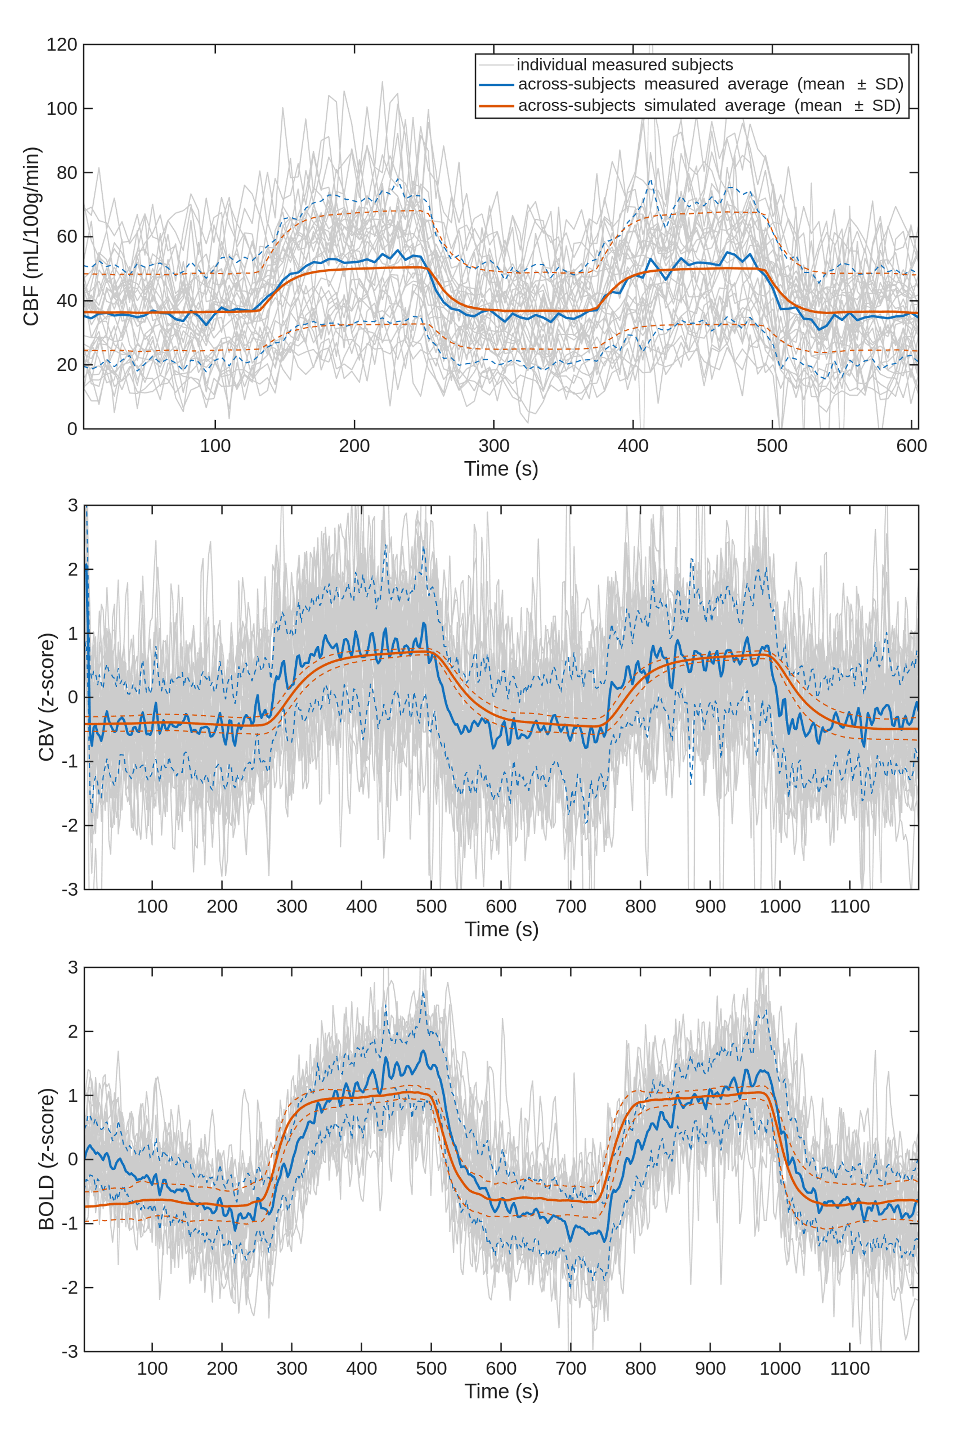 120
100
80
60
40
20
0
CBF (mL/100g/min)
individual measured subjects
across-subjects measured average (mean ± SD)
across-subjects simulated average (mean ± SD)
100 200 300 400 500 600
Time (s)
3
2
1
0
-1
-2
-3
CBV (z-score)
100 200 300 400 500 600 700 800 900 1000 1100
Time (s)
3
2
1
0
-1
-2
-3
BOLD (z-score)
100 200 300 400 500 600 700 800 900 1000 1100
Time (s)